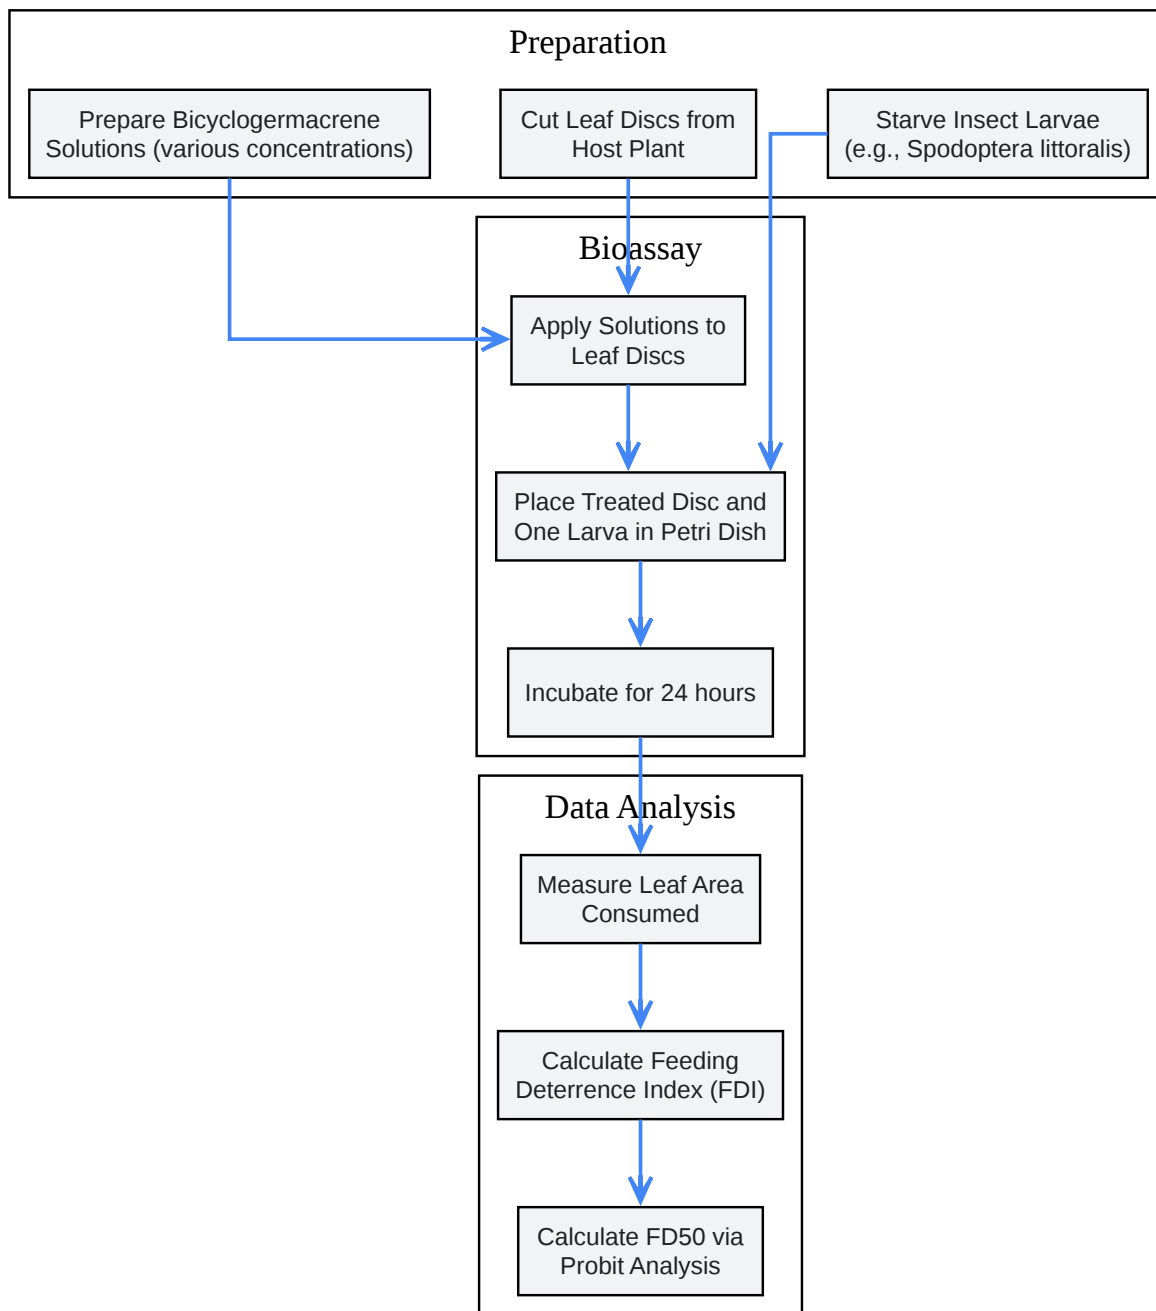 Preparation
Prepare Bicyclogermacrene
Solutions (various concentrations)
Cut Leaf Discs from
Host Plant
Starve Insect Larvae
(e.g., Spodoptera littoralis)
Bioassay
Apply Solutions to
Leaf Discs
Place Treated Disc and
One Larva in Petri Dish
Incubate for 24 hours
Data Analysis
Measure Leaf Area
Consumed
Calculate Feeding
Deterrence Index (FDI)
Calculate FD50 via
Probit Analysis